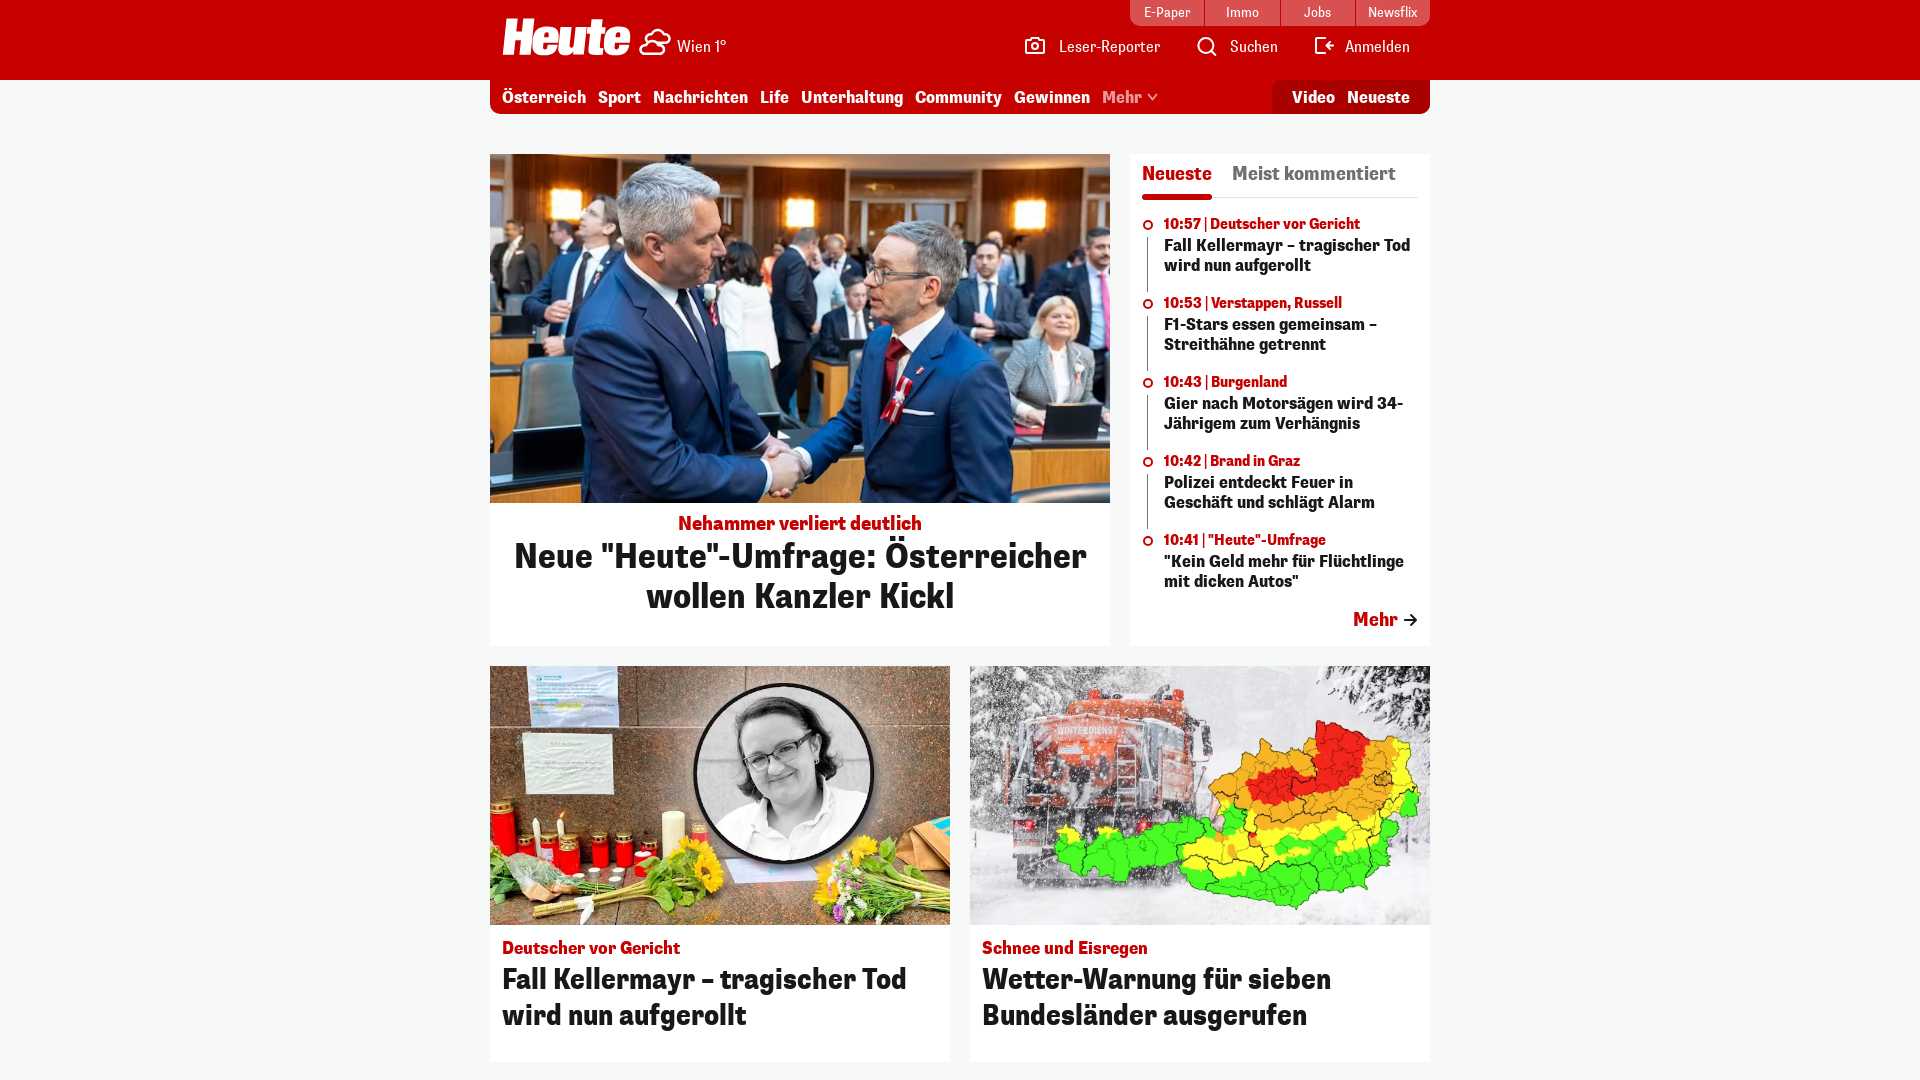 E-Paper
Immo
Jobs
Newsflix
Heute
Wien 1°
Leser-Reporter
Suchen
Anmelden
Österreich
Sport
Nachrichten
Life
Unterhaltung
Community
Gewinnen
Mehr
Video
Neueste
Nehammer verliert deutlich
Neue "Heute"-Umfrage: Österreicher
wollen Kanzler Kickl
Neueste
Meist kommentiert
10:57 | Deutscher vor Gericht
Fall Kellermayr – tragischer Tod
wird nun aufgerollt
10:53 | Verstappen, Russell
F1-Stars essen gemeinsam –
Streithähne getrennt
10:43 | Burgenland
Gier nach Motorsägen wird 34-
Jährigem zum Verhängnis
10:42 | Brand in Graz
Polizei entdeckt Feuer in
Geschäft und schlägt Alarm
10:41 | "Heute"-Umfrage
"Kein Geld mehr für Flüchtlinge
mit dicken Autos"
Mehr
Deutscher vor Gericht
Fall Kellermayr – tragischer Tod
wird nun aufgerollt
WINTERDIENST
Schnee und Eisregen
Wetter-Warnung für sieben
Bundesländer ausgerufen